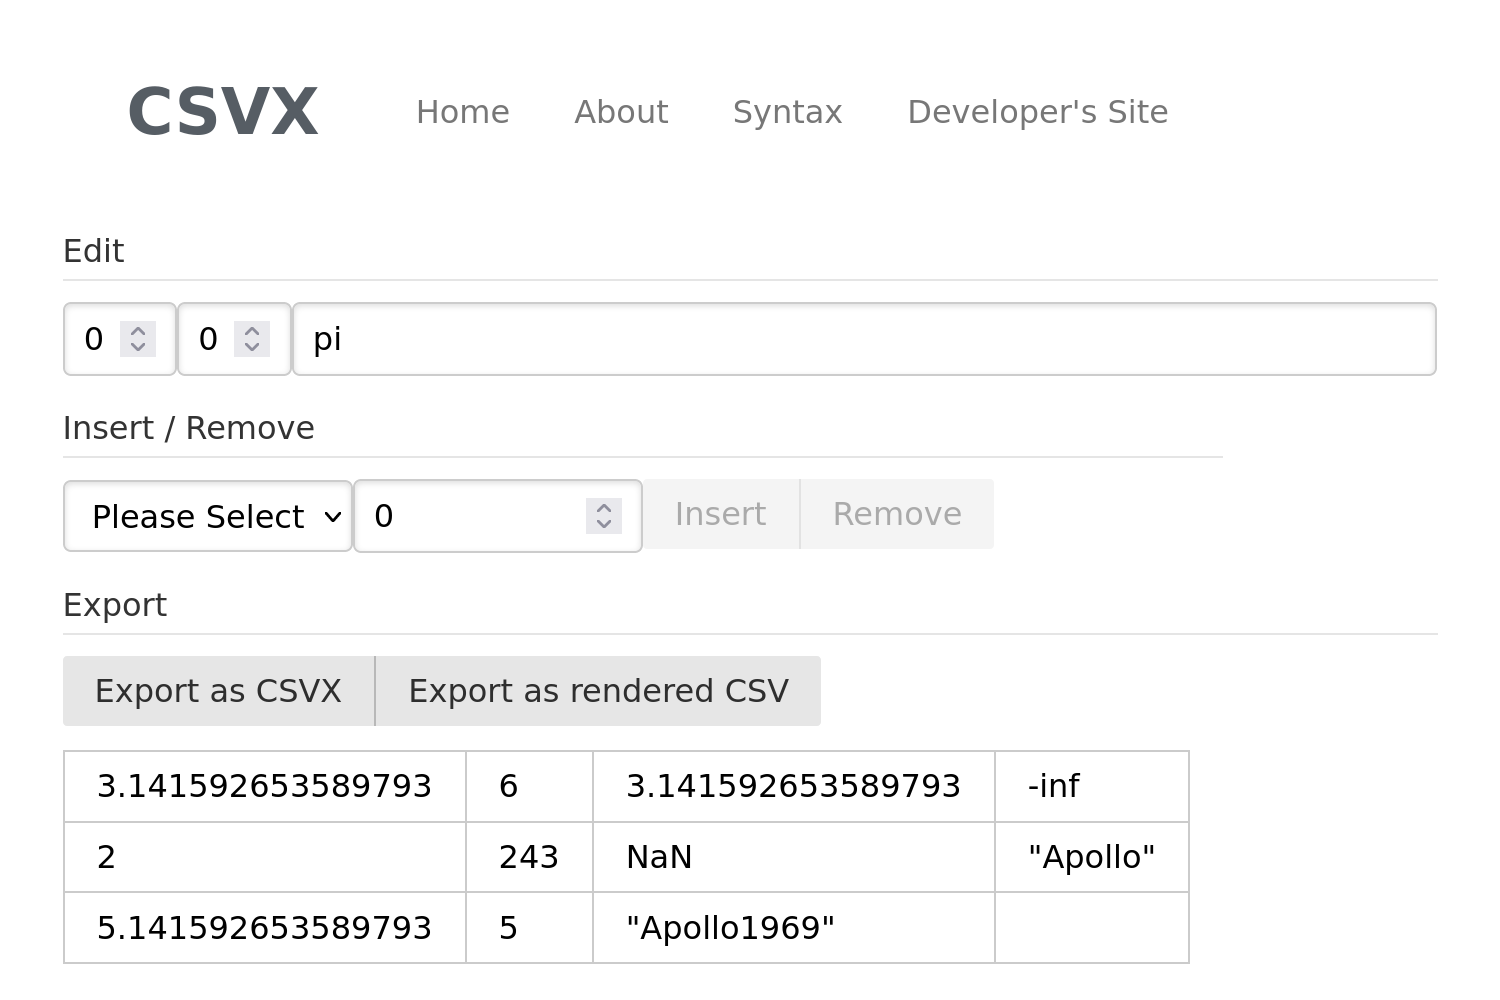 CSVX Home About Syntax Developer's Site
Edit
0 0 pi
Insert / Remove
Please Select 0 Insert Remove
Export
Export as CSVX Export as rendered CSV
3.141592653589793 6 3.141592653589793 -inf
2 243 NaN "Apollo"
5.141592653589793 5 "Apollo1969"